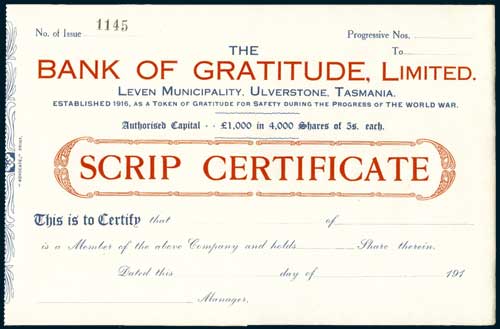 No. of Issue 1145
Progressive Nos.
To
THE
BANK OF GRATITUDE, LIMITED.
LEVEN MUNICIPALITY, ULVERSTONE, TASMANIA.
ESTABLISHED 1916, AS A TOKEN OF GRATITUDE FOR SAFETY DURING THE PROGRESS OF THE WORLD WAR.
Authorised Capital .. £1,000 in 4,000 Shares of 5s. each.
SCRIP CERTIFICATE
This is to Certify that of
is a Member of the above Company and holds Share therein.
Dated this day of 191
Manager.
"ADVOCATE," PRINT.